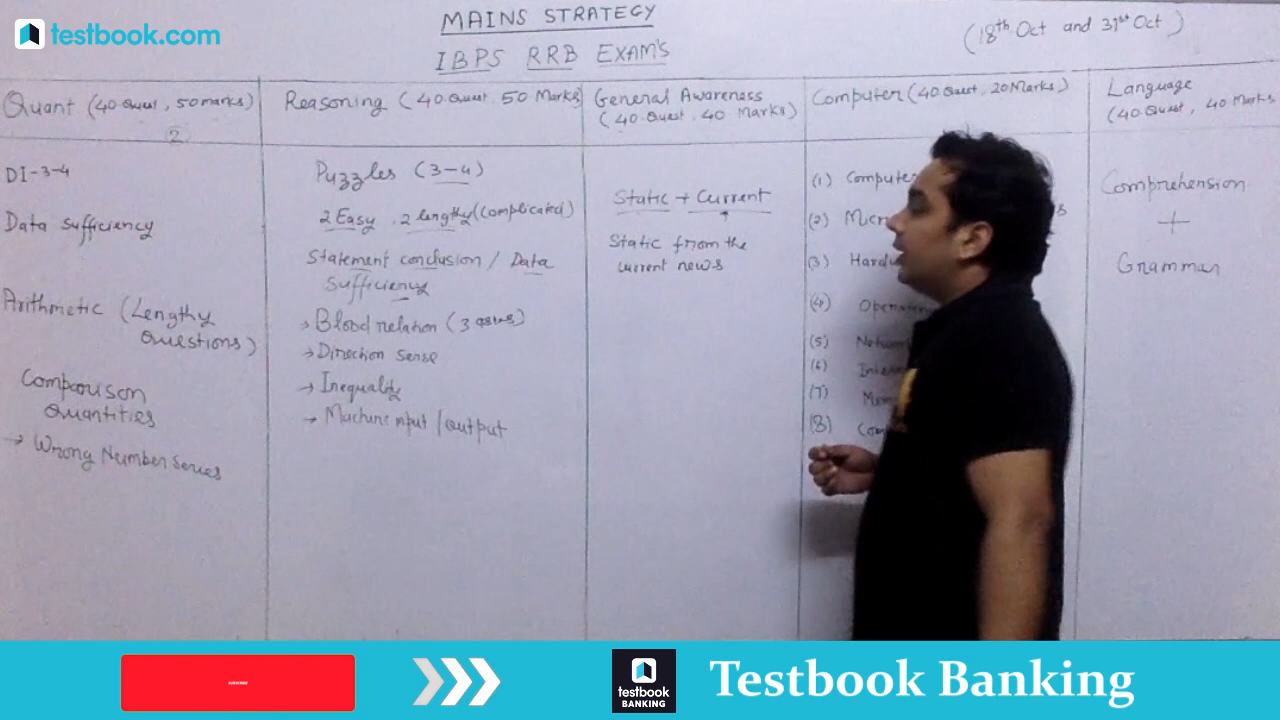 testbook.com
MAINS STRATEGY
IBPS RRB EXAM'S
(18th Oct and 31st Oct)
Quant (40 Quest, 50 marks)
2
DI-3-4
Data sufficiency
Arithmetic (Lengthy
Questions)
Comparison
Quantities
→ Wrong Number Series
Reasoning (40 Quest, 50 Marks)
Puzzles (3-4)
2 Easy, 2 lengthy (complicated)
Statement conclusion / Data
Sufficiency
→ Blood relation (3 qstns)
→ Direction sense
→ Inequality
→ Machine input / output
General Awareness
(40 Quest, 40 Marks)
Static + Current
Static from the
current news
Computer (40 Quest, 20 Marks)
(1)
(2)
(3)
(4)
(5)
(6)
(7)
(8)
Language
(40 Quest, 40 Marks
Comprehension
+
Grammar
SUBSCRIBE
testbook
BANKING
Testbook Banking